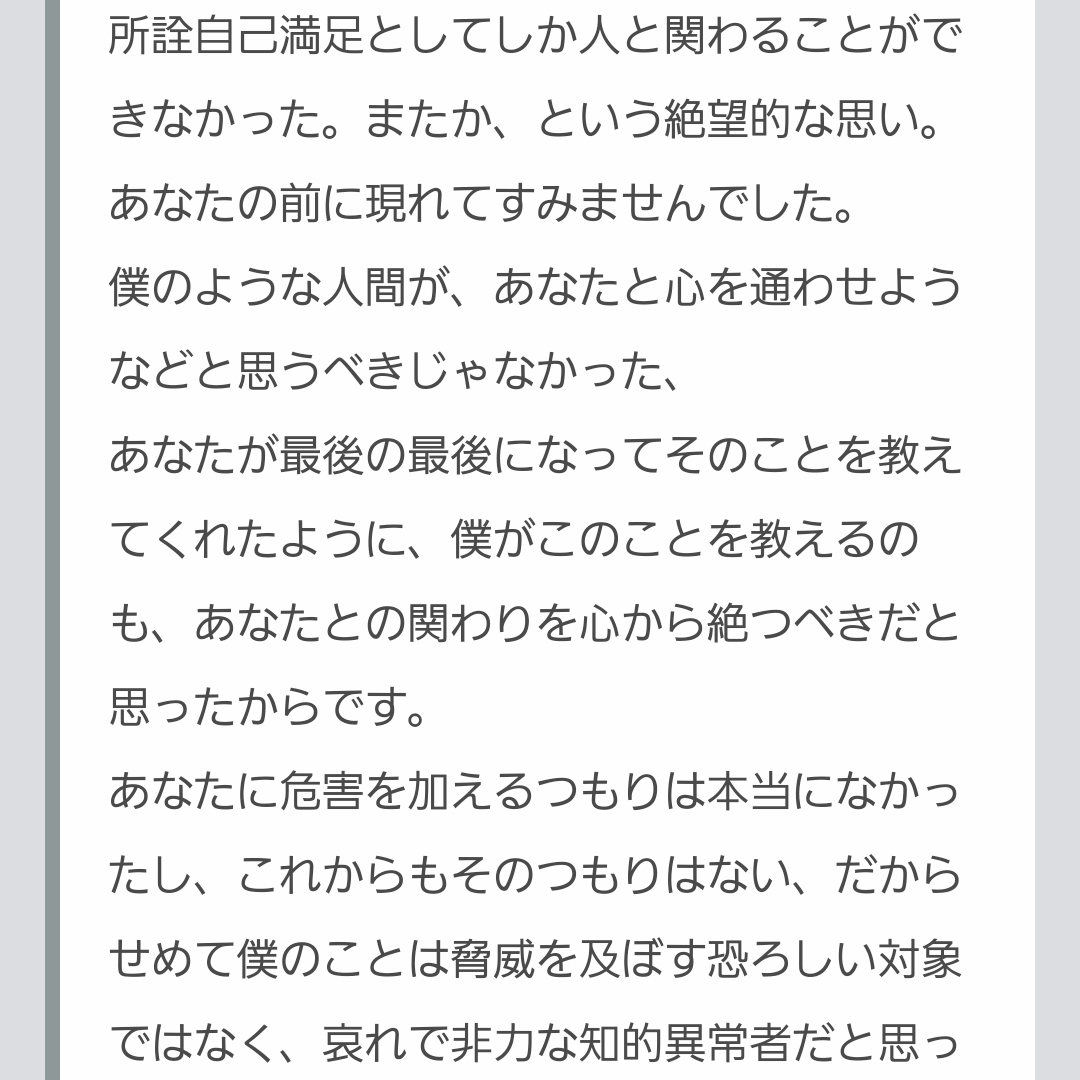 所詮自己満足としてしか人と関わることがで
きなかった。またか、という絶望的な思い。
あなたの前に現れてすみませんでした。
僕のような人間が、あなたと心を通わせよう
などと思うべきじゃなかった、
あなたが最後の最後になってそのことを教え
てくれたように、僕がこのことを教えるの
も、あなたとの関わりを心から絶つべきだと
思ったからです。
あなたに危害を加えるつもりは本当になかっ
たし、これからもそのつもりはない、だから
せめて僕のことは脅威を及ぼす恐ろしい対象
ではなく、哀れで非力な知的異常者だと思っ